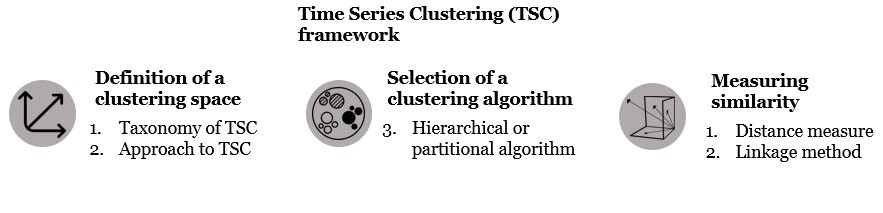 Time Series Clustering (TSC)
framework
Definition of a
clustering space
1. Taxonomy of TSC
2. Approach to TSC
Selection of a
clustering algorithm
3. Hierarchical or
partitional algorithm
Measuring
similarity
1. Distance measure
2. Linkage method